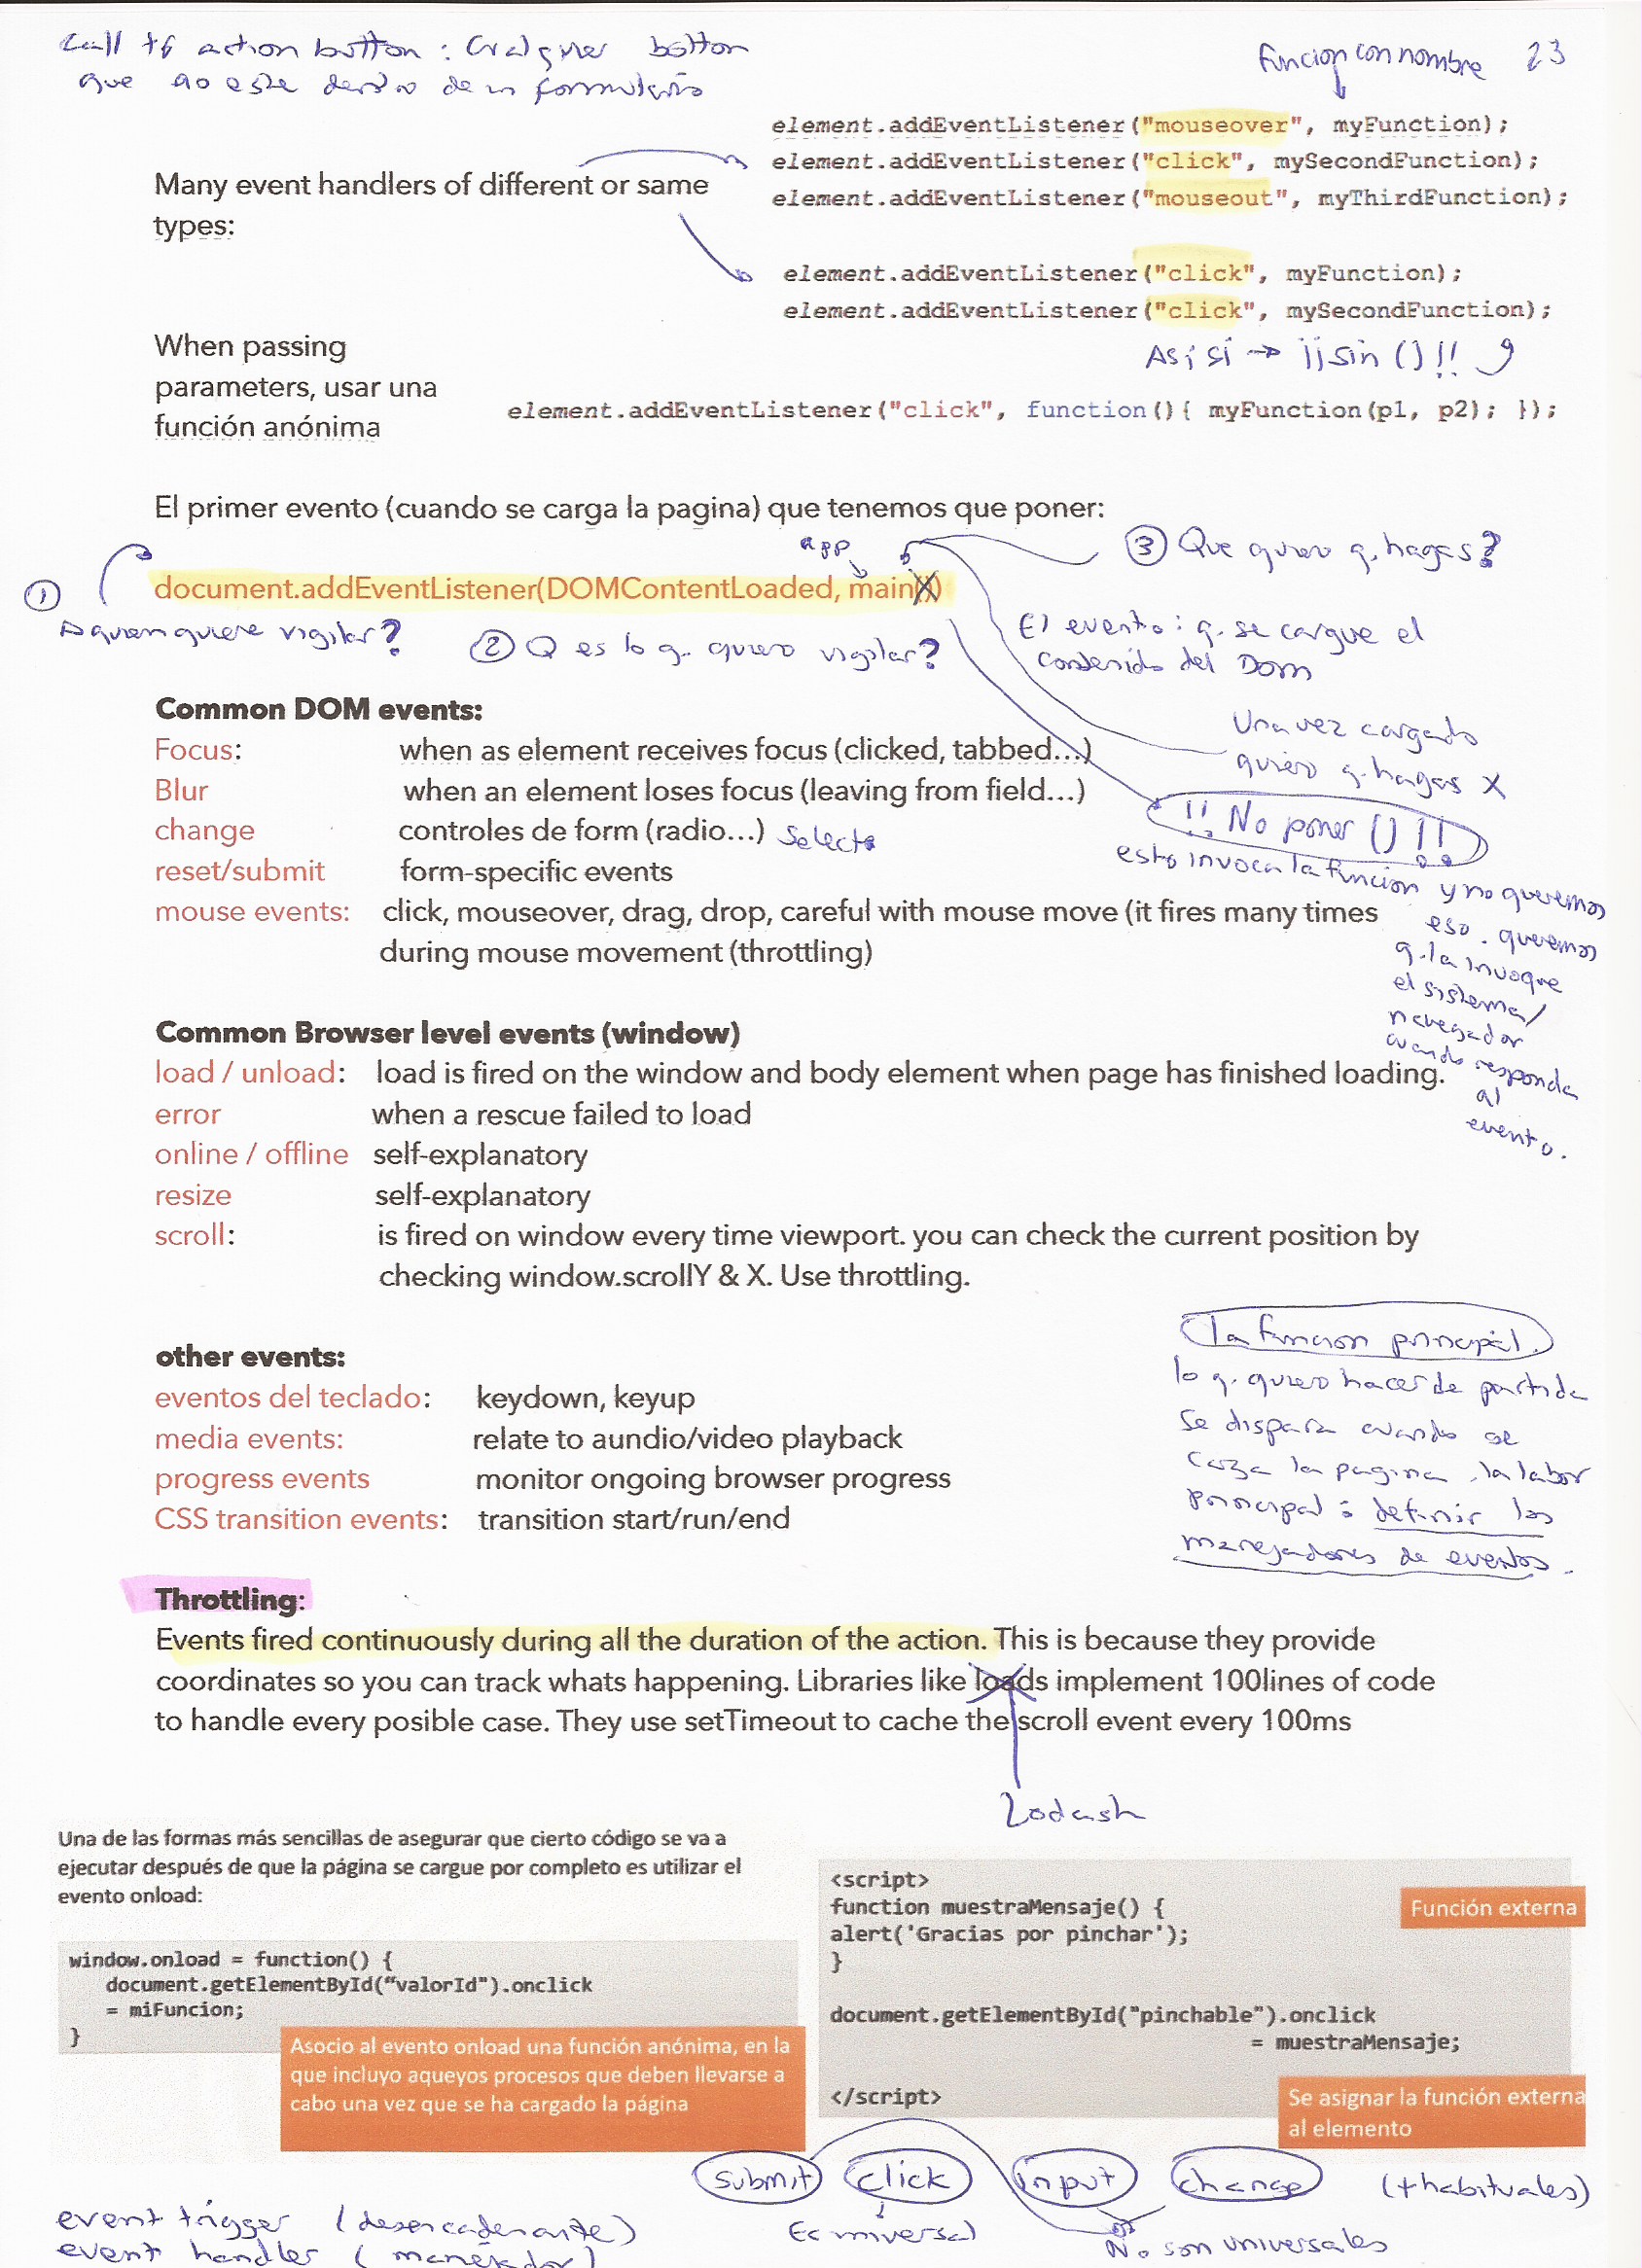 Call to action button : Cualquier botton
que no este dentro de un formulario
Funcion con nombre 23
element.addEventListener("mouseover", myFunction);
element.addEventListener("click", mySecondFunction);
element.addEventListener("mouseout", myThirdFunction);
Many event handlers of different or same
types:
element.addEventListener("click", myFunction);
element.addEventListener("click", mySecondFunction);
Asi si → ¡¡sin ()!!
When passing
parameters, usar una
función anónima
element.addEventListener("click", function(){ myFunction(p1, p2); });
El primer evento (cuando se carga la pagina) que tenemos que poner:
app
③ Que quiero q. hagas?
document.addEventListener(DOMContentLoaded, main())
① A quien quiere vigilar?
② Q es lo q. quiero vigilar?
El evento : q. se cargue el
contenido del Dom
Una vez cargado
quiero q. hagas X
¡¡ No poner () !!
esto invoca la funcion y no queremos
eso. queremos
q. la invoque
el sistema/
navegador
cuando responda
al
evento.
Common DOM events:
Focus: when as element receives focus (clicked, tabbed...)
Blur when an element loses focus (leaving from field...)
change controles de form (radio...) Selects
reset/submit form-specific events
mouse events: click, mouseover, drag, drop, careful with mouse move (it fires many times
during mouse movement (throttling)
Common Browser level events (window)
load / unload: load is fired on the window and body element when page has finished loading.
error when a rescue failed to load
online / offline self-explanatory
resize self-explanatory
scroll: is fired on window every time viewport. you can check the current position by
checking window.scrollY & X. Use throttling.
other events:
eventos del teclado: keydown, keyup
media events: relate to aundio/video playback
progress events monitor ongoing browser progress
CSS transition events: transition start/run/end
la funcion principal.
lo q. quiero hacer de partida
se dispara cuando se
carga la pagina. la labor
principal : definir los
manejadores de eventos.
Throttling:
Events fired continuously during all the duration of the action. This is because they provide
coordinates so you can track whats happening. Libraries like loads implement 100lines of code
to handle every posible case. They use setTimeout to cache the scroll event every 100ms
Lodash
Una de las formas más sencillas de asegurar que cierto código se va a
ejecutar después de que la página se cargue por completo es utilizar el
evento onload:
window.onload = function() {
document.getElementById(“valorId”).onclick
= miFuncion;
}
Asocio al evento onload una función anónima, en la
que incluyo aqueyos procesos que deben llevarse a
cabo una vez que se ha cargado la página
<script>
function muestraMensaje() {
alert('Gracias por pinchar');
}
document.getElementById("pinchable").onclick
= muestraMensaje;
</script>
Función externa
Se asignar la función externa
al elemento
submit click input change (+habituales)
Es universal
No son universales
event trigger (desencadenante)
event handler (manejador)